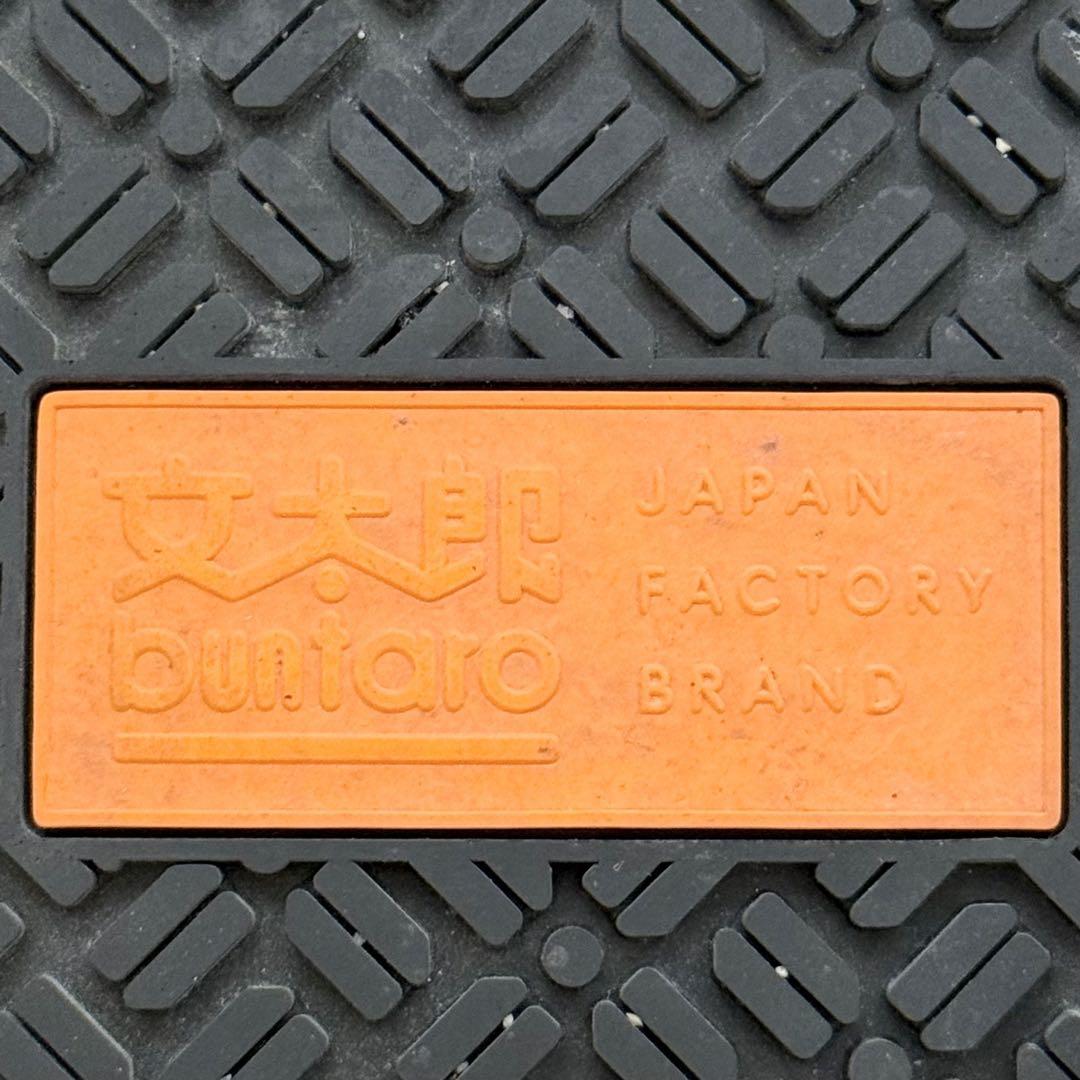 文太郎
buntaro
JAPAN
FACTORY
BRAND